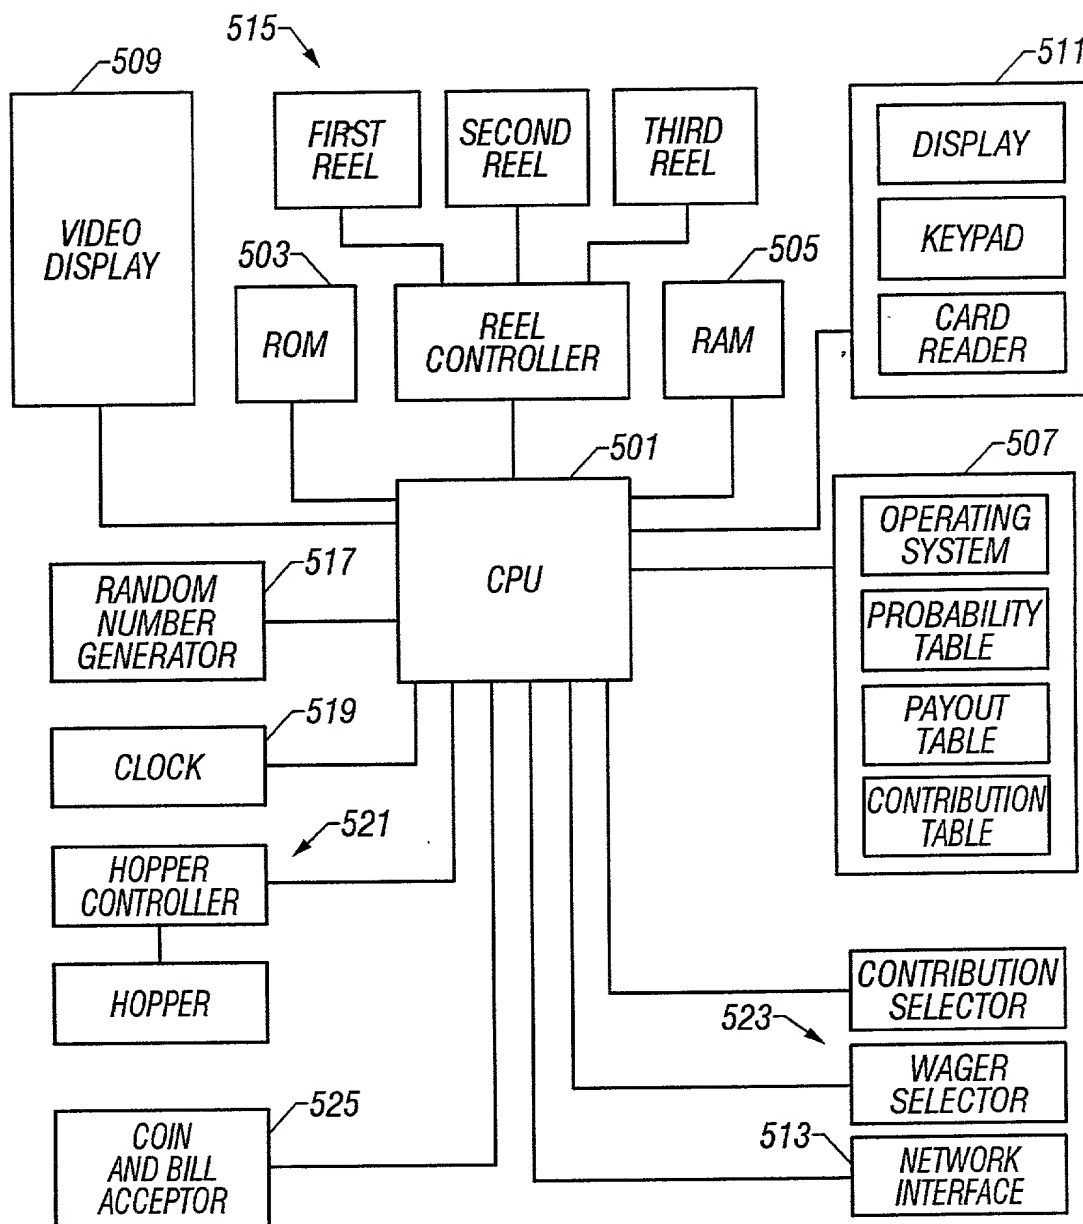 515
509
511
FIRST
REEL
SECOND
REEL
THIRD
REEL
DISPLAY
VIDEO
DISPLAY
KEYPAD
503
505
ROM
REEL
CONTROLLER
RAM
CARD
READER
501
507
CPU
OPERATING
SYSTEM
517
RANDOM
NUMBER
GENERATOR
PROBABILITY
TABLE
519
CLOCK
PAYOUT
TABLE
CONTRIBUTION
TABLE
521
HOPPER
CONTROLLER
HOPPER
CONTRIBUTION
SELECTOR
523
WAGER
SELECTOR
525
COIN
AND BILL
ACCEPTOR
513
NETWORK
INTERFACE